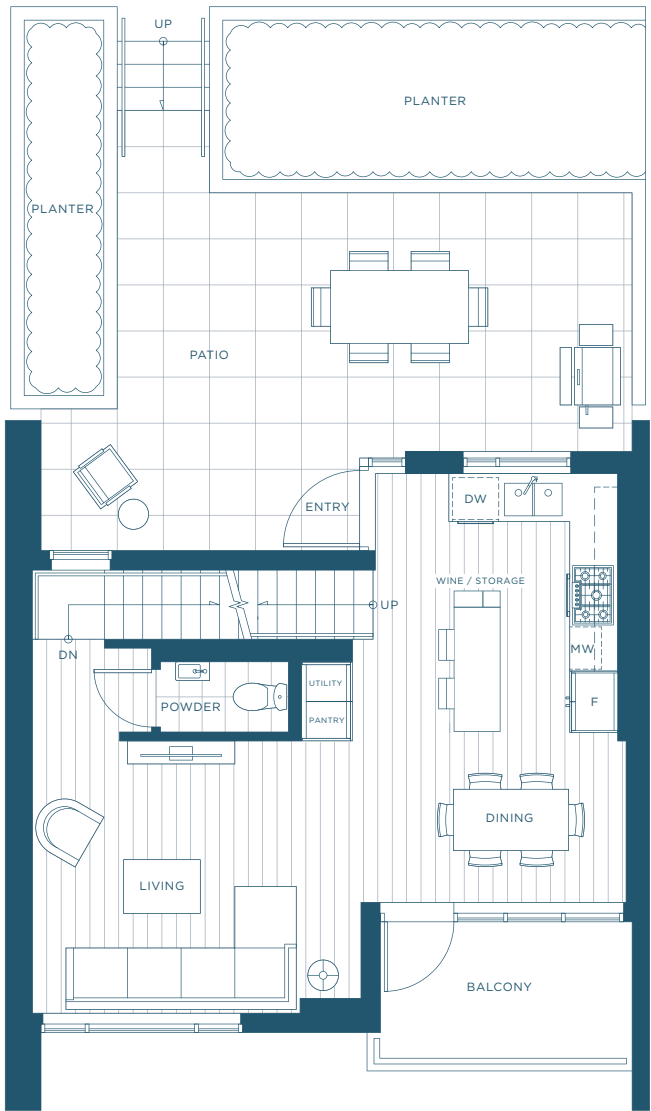 UP
PLANTER
PLANTER
PATIO
DW
ENTRY
WINE / STORAGE
UP
DN
MW
UTILITY
POWDER
F
PANTRY
DINING
LIVING
BALCONY